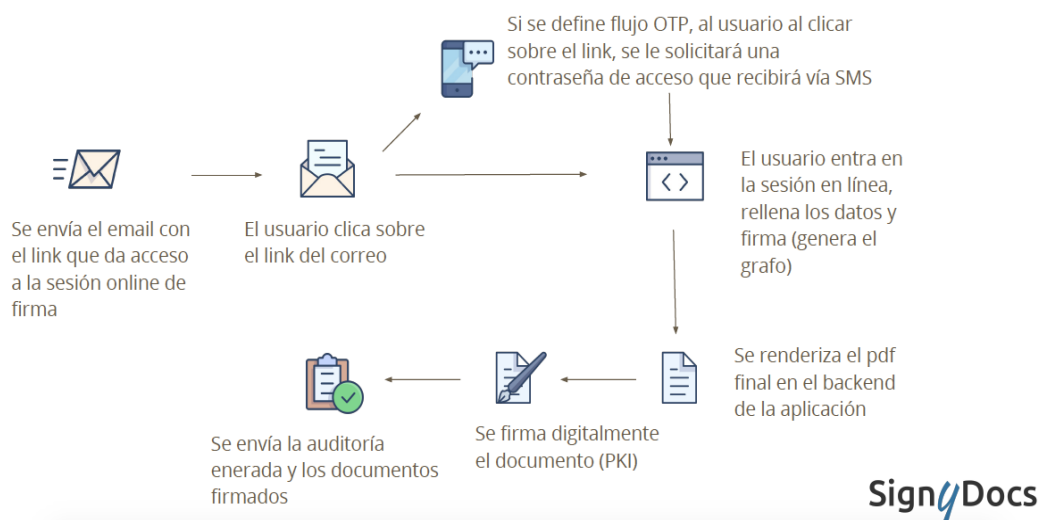 Si se define flujo OTP, al usuario al clicar
sobre el link, se le solicitará una
contraseña de acceso que recibirá vía SMS
Se envía el email con
el link que da acceso
a la sesión online de
firma
El usuario clica sobre
el link del correo
El usuario entra en
la sesión en línea,
rellena los datos y
firma (genera el
grafo)
Se renderiza el pdf
final en el backend
de la aplicación
Se firma digitalmente
el documento (PKI)
Se envía la auditoría
enerada y los documentos
firmados
SignyDocs